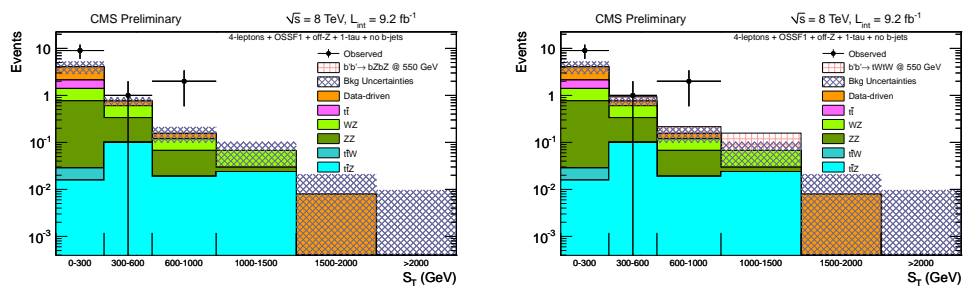 CMS Preliminary
√s = 8 TeV, L_int = 9.2 fb⁻¹
4-leptons + OSSF1 + off-Z + 1-tau + no b-jets
Events
Observed
b'b'→ bZbZ @ 550 GeV
Bkg Uncertainties
Data-driven
tt̄
WZ
ZZ
tt̄W
tt̄Z
10
1
10⁻¹
10⁻²
10⁻³
0-300 300-600 600-1000 1000-1500 1500-2000 >2000
S_T (GeV)
CMS Preliminary
√s = 8 TeV, L_int = 9.2 fb⁻¹
4-leptons + OSSF1 + off-Z + 1-tau + no b-jets
Events
Observed
b'b'→ tWtW @ 550 GeV
Bkg Uncertainties
Data-driven
tt̄
WZ
ZZ
tt̄W
tt̄Z
10
1
10⁻¹
10⁻²
10⁻³
0-300 300-600 600-1000 1000-1500 1500-2000 >2000
S_T (GeV)